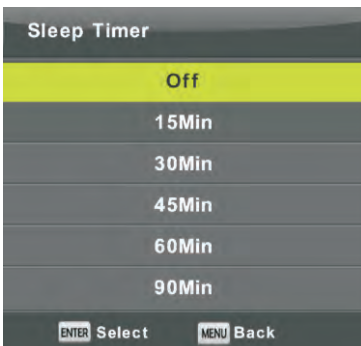 Sleep Timer
Off
15Min
30Min
45Min
60Min
90Min
ENTER Select MENU Back